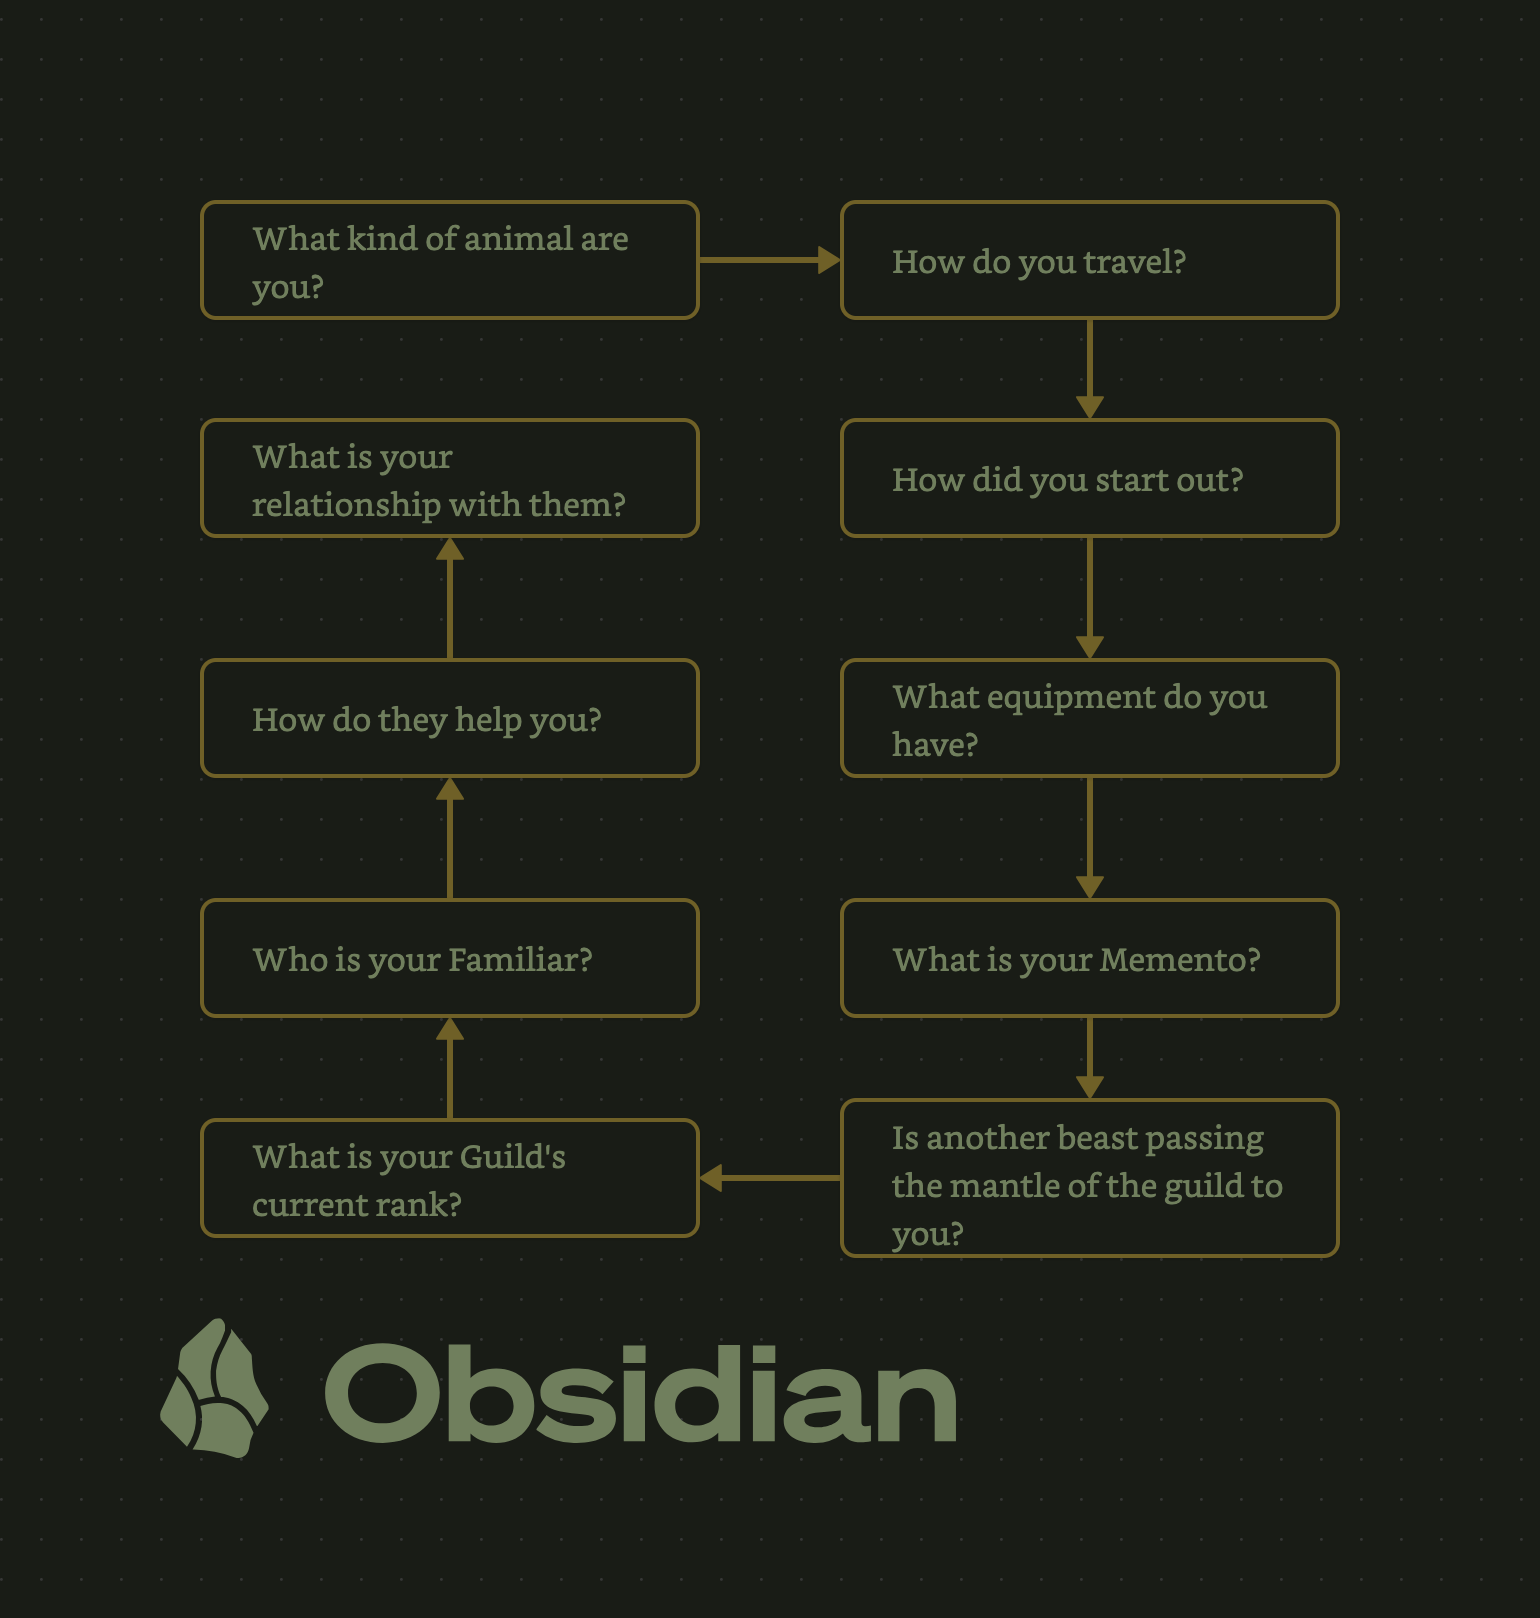 What kind of animal are
you?
How do you travel?
How did you start out?
What equipment do you
have?
What is your Memento?
Is another beast passing
the mantle of the guild to
you?
What is your Guild's
current rank?
Who is your Familiar?
How do they help you?
What is your
relationship with them?
Obsidian